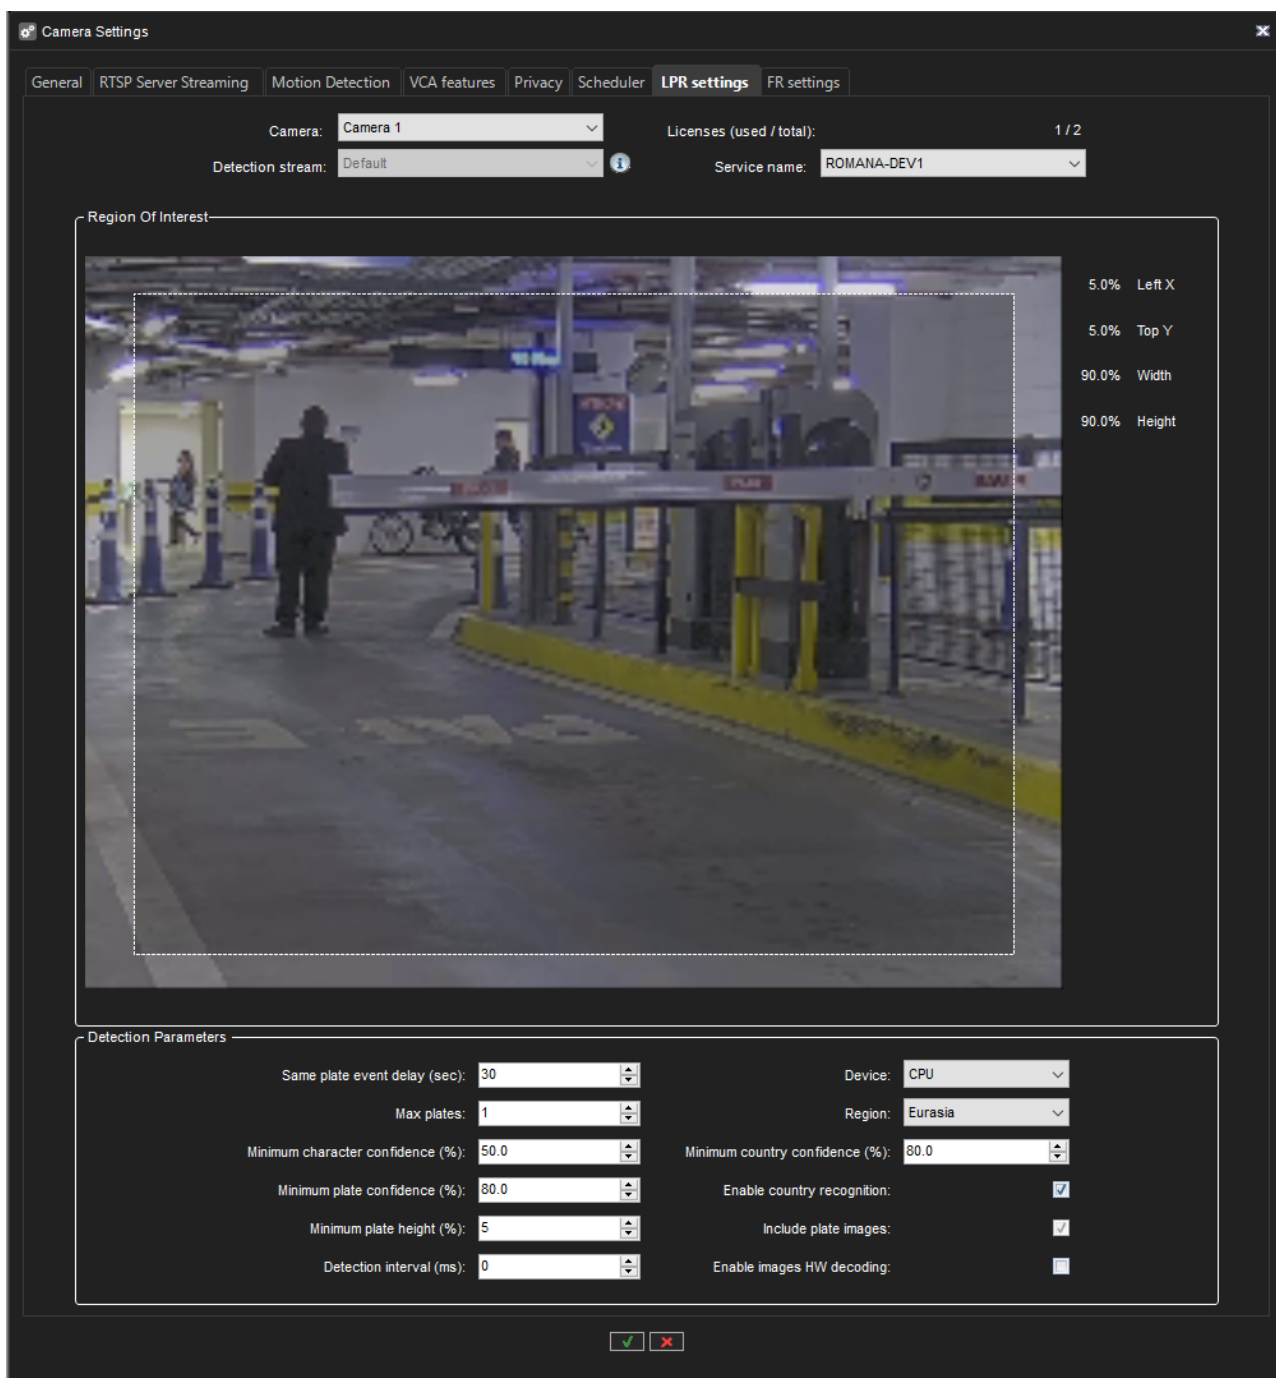 Camera Settings
General RTSP Server Streaming Motion Detection VCA features Privacy Scheduler LPR settings FR settings
Camera: Camera 1 Licenses (used / total): 1 / 2
Detection stream: Default Service name: ROMANA-DEV1
Region Of Interest
5.0% Left X
5.0% Top Y
90.0% Width
90.0% Height
Detection Parameters
Same plate event delay (sec): 30 Device: CPU
Max plates: 1 Region: Eurasia
Minimum character confidence (%): 50.0 Minimum country confidence (%): 80.0
Minimum plate confidence (%): 80.0 Enable country recognition:
Minimum plate height (%): 5 Include plate images:
Detection interval (ms): 0 Enable images HW decoding: